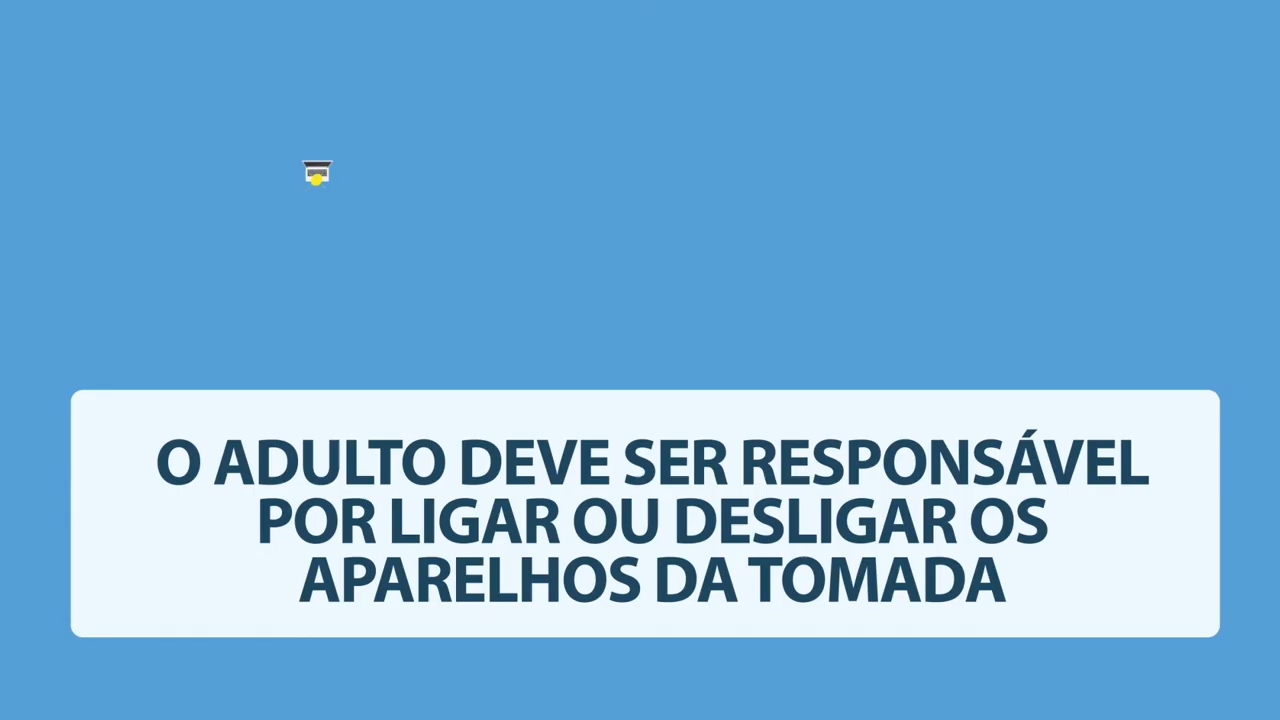 O ADULTO DEVE SER RESPONSÁVEL
POR LIGAR OU DESLIGAR OS
APARELHOS DA TOMADA